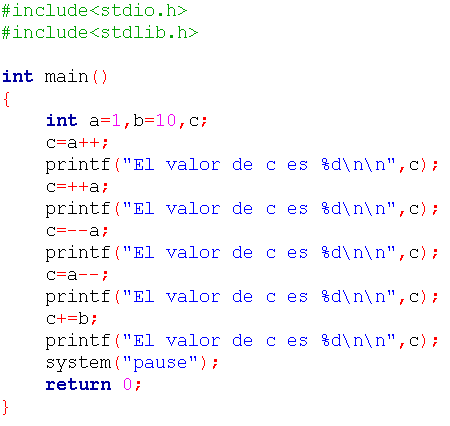 #include<stdio.h>
#include<stdlib.h>
int main()
{
int a=1,b=10,c;
c=a++;
printf("El valor de c es %d\n\n",c);
c=++a;
printf("El valor de c es %d\n\n",c);
c=--a;
printf("El valor de c es %d\n\n",c);
c=a--;
printf("El valor de c es %d\n\n",c);
c+=b;
printf("El valor de c es %d\n\n",c);
system("pause");
return 0;
}